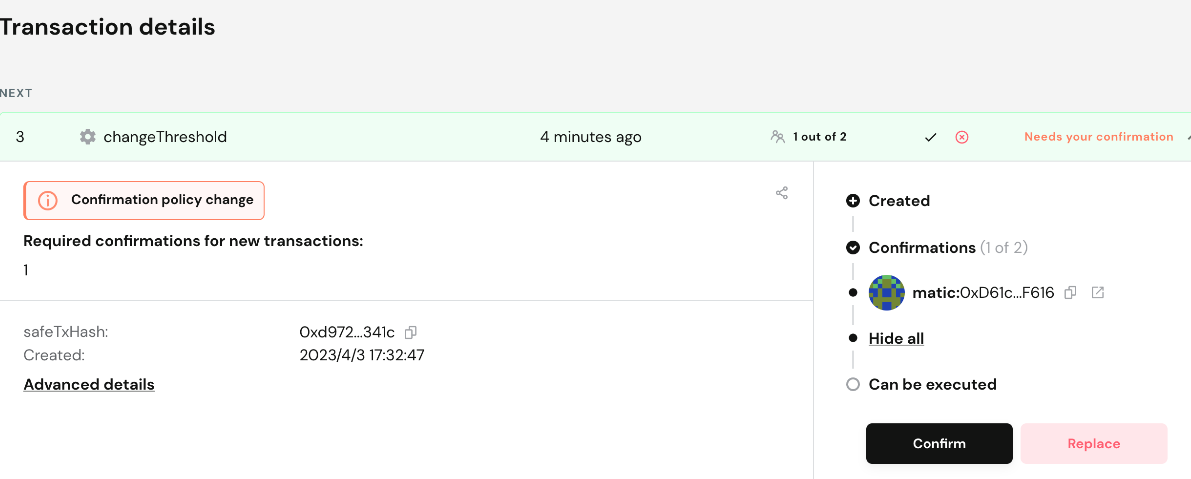 Transaction details
NEXT
3 changeThreshold 4 minutes ago 1 out of 2 Needs your confirmation
Confirmation policy change
Required confirmations for new transactions:
1
safeTxHash: 0xd972...341c
Created: 2023/4/3 17:32:47
Advanced details
Created
Confirmations (1 of 2)
matic:0xD61c...F616
Hide all
Can be executed
Confirm Replace